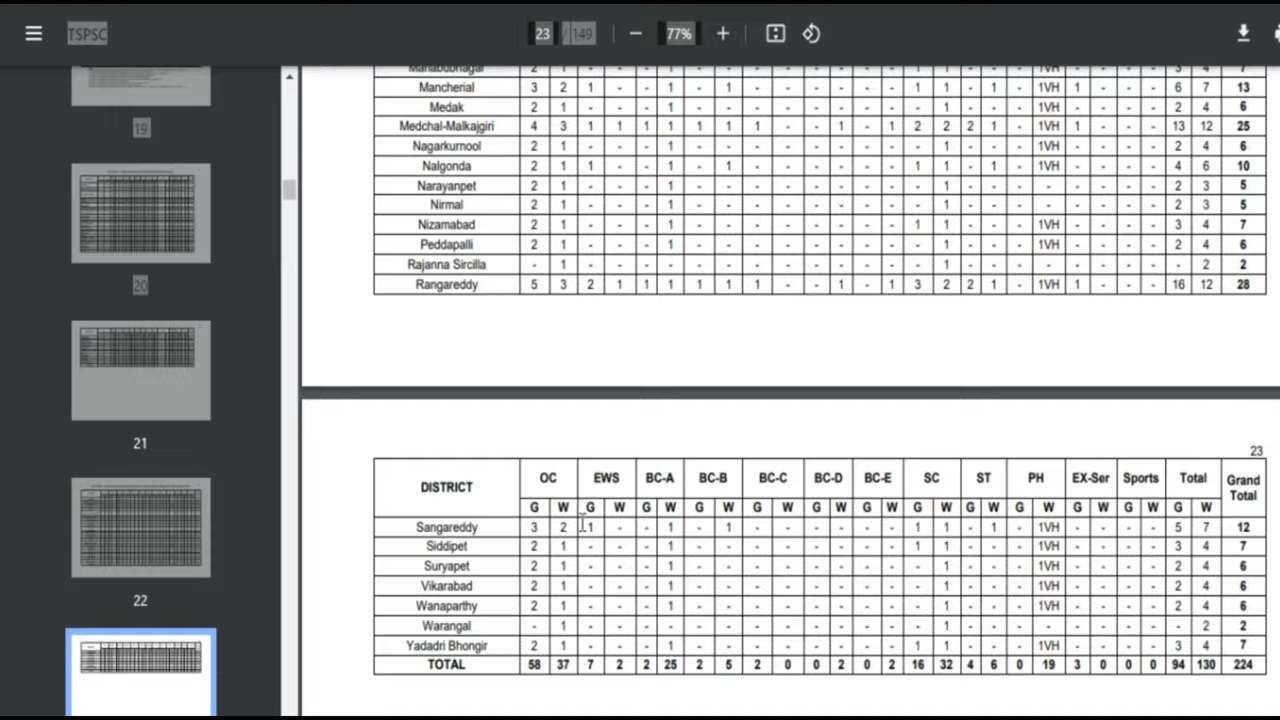 TSPSC
23 / 149
77%
19
20
21
22
Mahabubnagar 2 1 - - - 1 - - - - - - - - 1 1 - - - 1VH - - - - 3 4 7
Mancherial 3 2 1 - - 1 - 1 - - - - - - 1 1 - 1 - 1VH 1 - - - 6 7 13
Medak 2 1 - - - 1 - - - - - - - - - 1 - - - 1VH - - - - 2 4 6
Medchal-Malkajgiri 4 3 1 1 1 1 1 1 1 - - 1 - 1 2 2 2 1 - 1VH 1 - - - 13 12 25
Nagarkurnool 2 1 - - - 1 - - - - - - - - - 1 - - - 1VH - - - - 2 4 6
Nalgonda 2 1 1 - - 1 - 1 - - - - - - 1 1 - 1 - 1VH - - - - 4 6 10
Narayanpet 2 1 - - - 1 - - - - - - - - - 1 - - - - - - - - 2 3 5
Nirmal 2 1 - - - 1 - - - - - - - - - 1 - - - - - - - - 2 3 5
Nizamabad 2 1 - - - 1 - - - - - - - - 1 1 - - - 1VH - - - - 3 4 7
Peddapalli 2 1 - - - 1 - - - - - - - - - 1 - - - 1VH - - - - 2 4 6
Rajanna Sircilla - 1 - - - - - - - - - - - - - 1 - - - - - - - - - 2 2
Rangareddy 5 3 2 1 1 1 1 1 1 - - 1 - 1 3 2 2 1 - 1VH 1 - - - 16 12 28
23
DISTRICT OC EWS BC-A BC-B BC-C BC-D BC-E SC ST PH EX-Ser Sports Total Grand Total
G W G W G W G W G W G W G W G W G W G W G W G W G W
Sangareddy 3 2 1 - - 1 - 1 - - - - - - 1 1 - 1 - 1VH - - - - 5 7 12
Siddipet 2 1 - - - 1 - - - - - - - - 1 1 - - - 1VH - - - - 3 4 7
Suryapet 2 1 - - - 1 - - - - - - - - - 1 - - - 1VH - - - - 2 4 6
Vikarabad 2 1 - - - 1 - - - - - - - - - 1 - - - 1VH - - - - 2 4 6
Wanaparthy 2 1 - - - 1 - - - - - - - - - 1 - - - 1VH - - - - 2 4 6
Warangal - 1 - - - - - - - - - - - - - 1 - - - - - - - - - 2 2
Yadadri Bhongir 2 1 - - - 1 - - - - - - - - 1 1 - - - 1VH - - - - 3 4 7
TOTAL 58 37 7 2 2 25 2 5 2 0 0 2 0 2 16 32 4 6 0 19 3 0 0 0 94 130 224